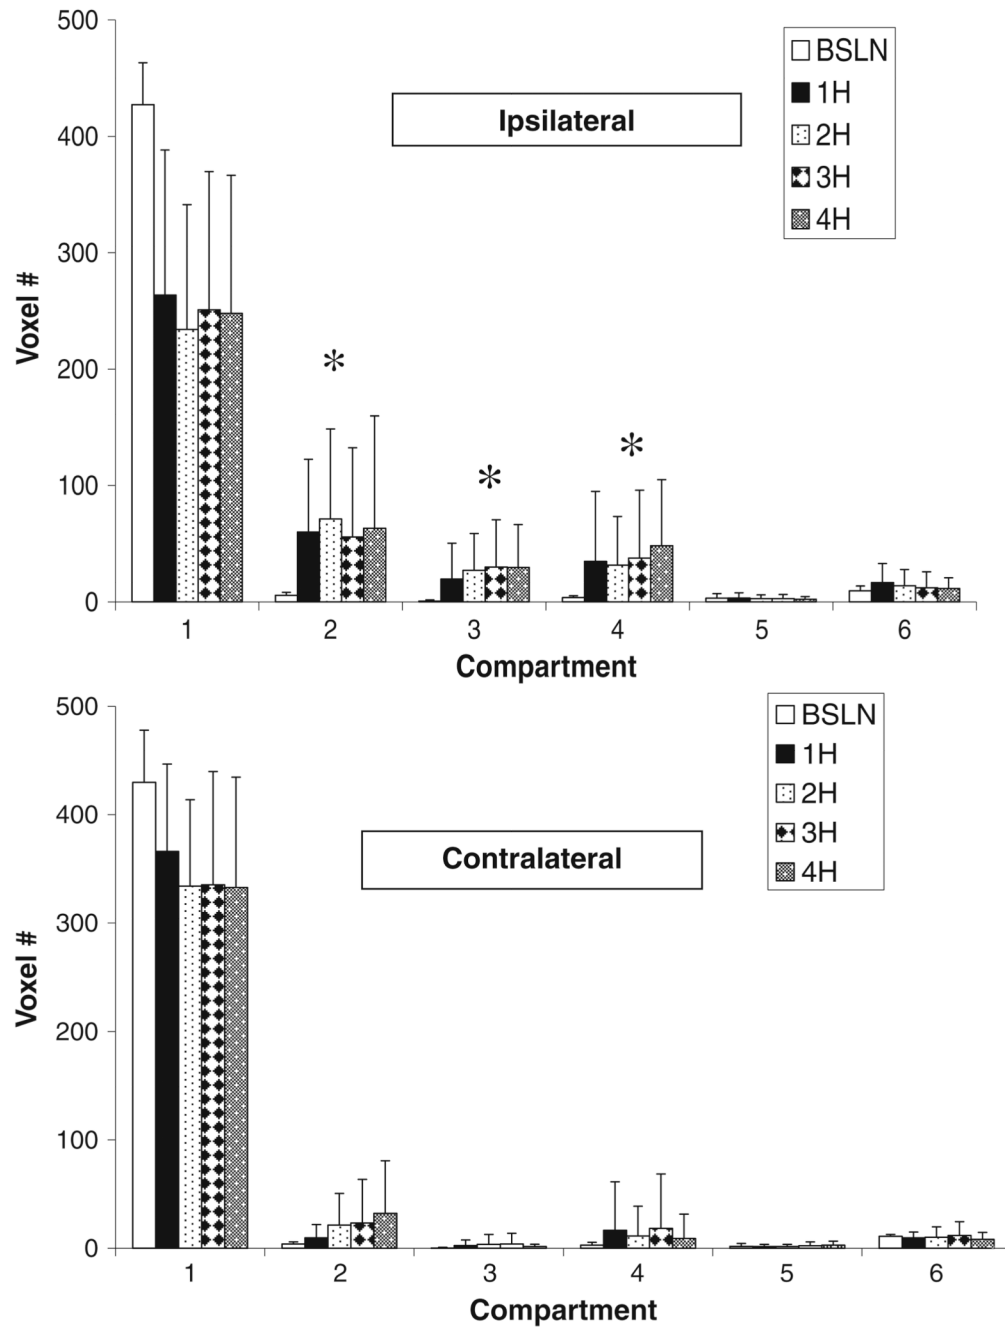 500
BSLN
1H
Ipsilateral
400
2H
3H
4H
300
Voxel #
200
*
*
*
100
0
1 2 3 4 5 6
Compartment
500
BSLN
1H
400
2H
Contralateral
3H
4H
300
Voxel #
200
100
0
1 2 3 4 5 6
Compartment